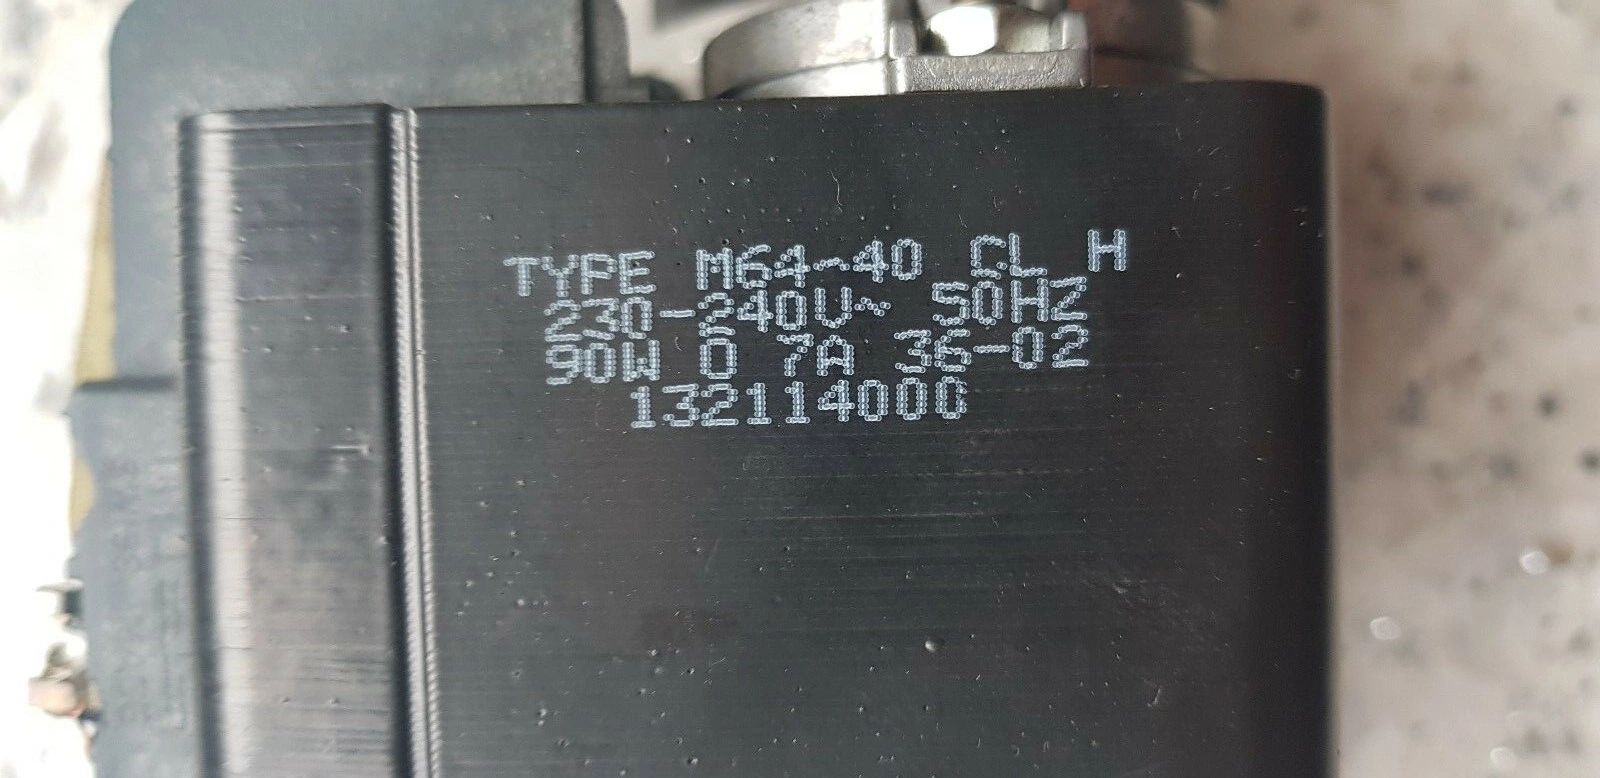 TYPE M64-40 CL H
230-240V~ 50HZ
90W 0 7A 36-02
132114000